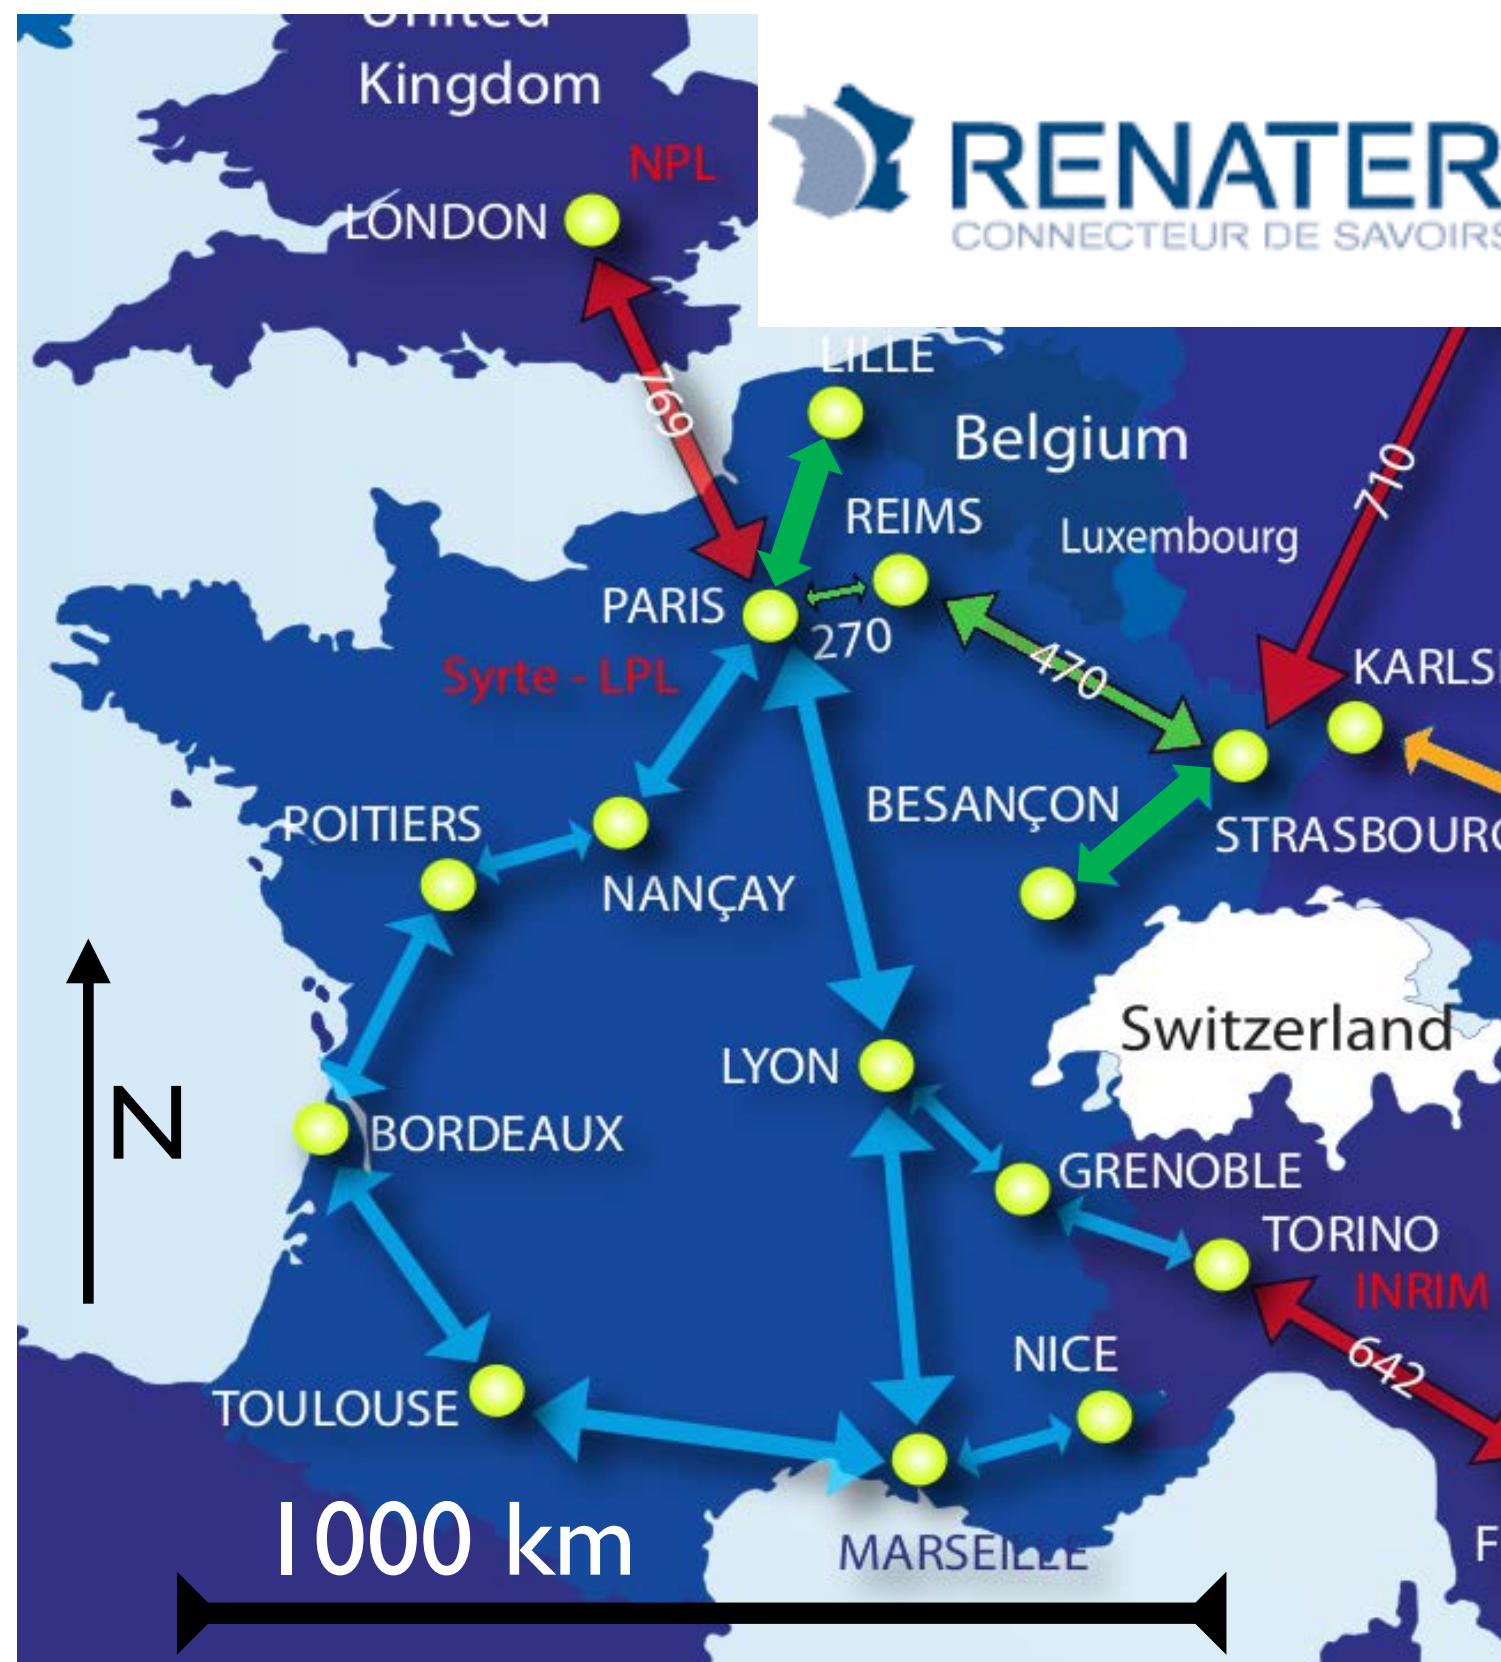 United
Kingdom
NPL
LONDON
RENATER
CONNECTEUR DE SAVOIRS
769
LILLE
Belgium
710
REIMS
Luxembourg
PARIS
270
Syrte - LPL
470
KARLS
BESANÇON
POITIERS
STRASBOURG
NANÇAY
Switzerland
LYON
N
BORDEAUX
GRENOBLE
TORINO
INRIM
642
NICE
TOULOUSE
1000 km
MARSEILLE
F